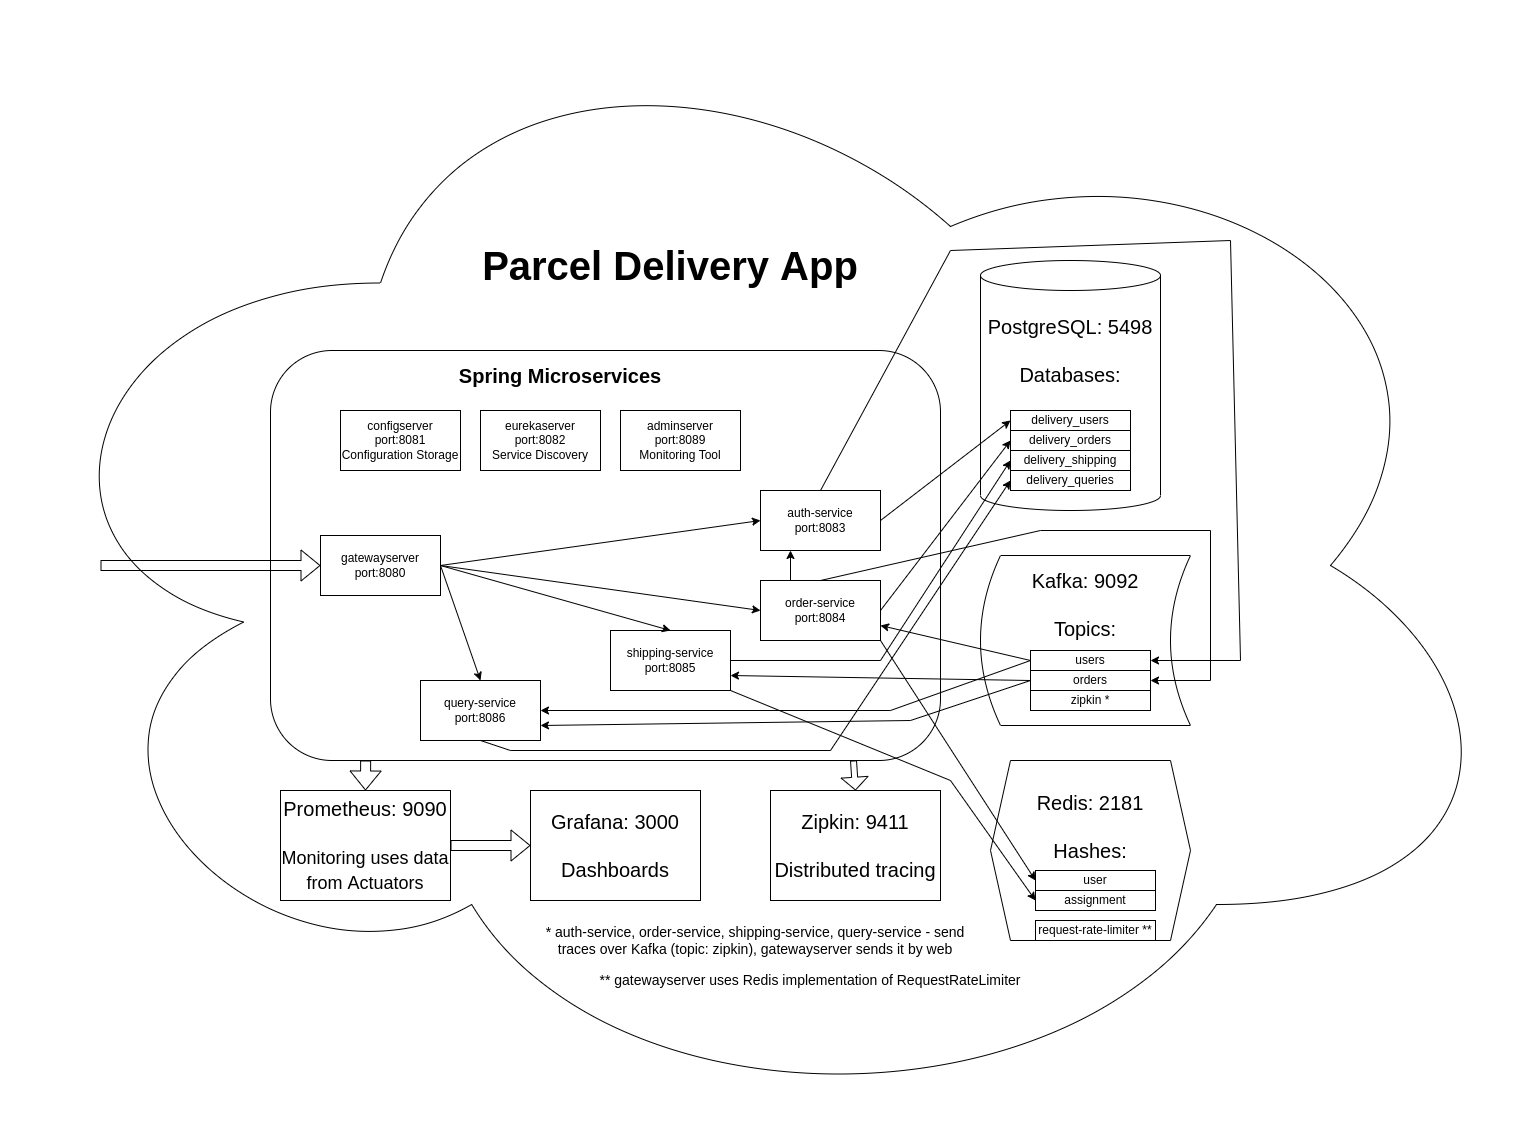 Parcel Delivery App
Spring Microservices
configserver
port:8081
Configuration Storage
eurekaserver
port:8082
Service Discovery
adminserver
port:8089
Monitoring Tool
gatewayserver
port:8080
auth-service
port:8083
order-service
port:8084
shipping-service
port:8085
query-service
port:8086
PostgreSQL: 5498
Databases:
delivery_users
delivery_orders
delivery_shipping
delivery_queries
Kafka: 9092
Topics:
users
orders
zipkin *
Redis: 2181
Hashes:
user
assignment
request-rate-limiter **
Prometheus: 9090
Monitoring uses data
from Actuators
Grafana: 3000
Dashboards
Zipkin: 9411
Distributed tracing
* auth-service, order-service, shipping-service, query-service - send
traces over Kafka (topic: zipkin), gatewayserver sends it by web
** gatewayserver uses Redis implementation of RequestRateLimiter